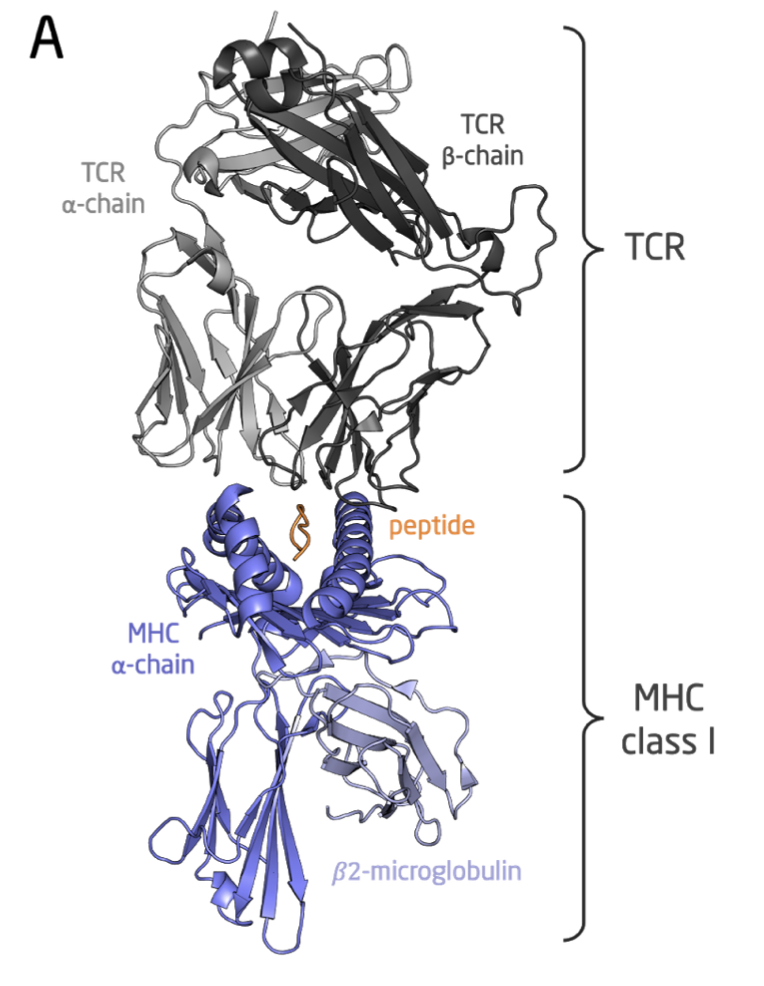 A
TCR
β-chain
TCR
α-chain
TCR
peptide
MHC
α-chain
MHC
class I
β2-microglobulin